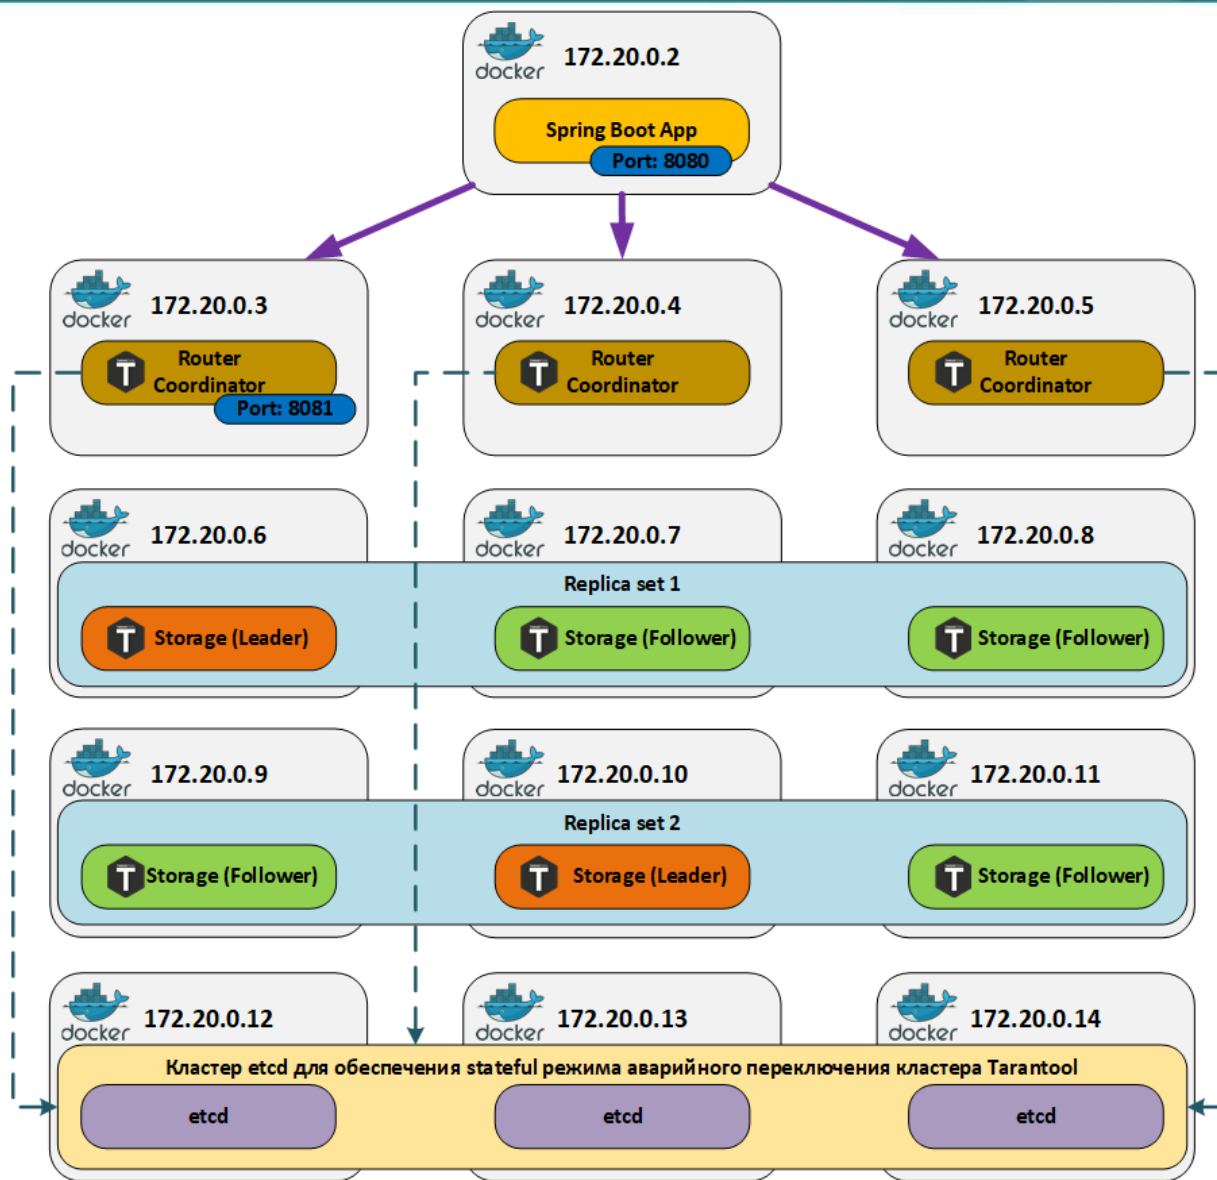 docker
172.20.0.2
Spring Boot App
Port: 8080
docker
172.20.0.3
Router
Coordinator
Port: 8081
docker
172.20.0.4
Router
Coordinator
docker
172.20.0.5
Router
Coordinator
docker
172.20.0.6
docker
172.20.0.7
docker
172.20.0.8
Replica set 1
Storage (Leader)
Storage (Follower)
Storage (Follower)
docker
172.20.0.9
docker
172.20.0.10
docker
172.20.0.11
Replica set 2
Storage (Follower)
Storage (Leader)
Storage (Follower)
docker
172.20.0.12
docker
172.20.0.13
docker
172.20.0.14
Кластер etcd для обеспечения stateful режима аварийного переключения кластера Tarantool
etcd
etcd
etcd